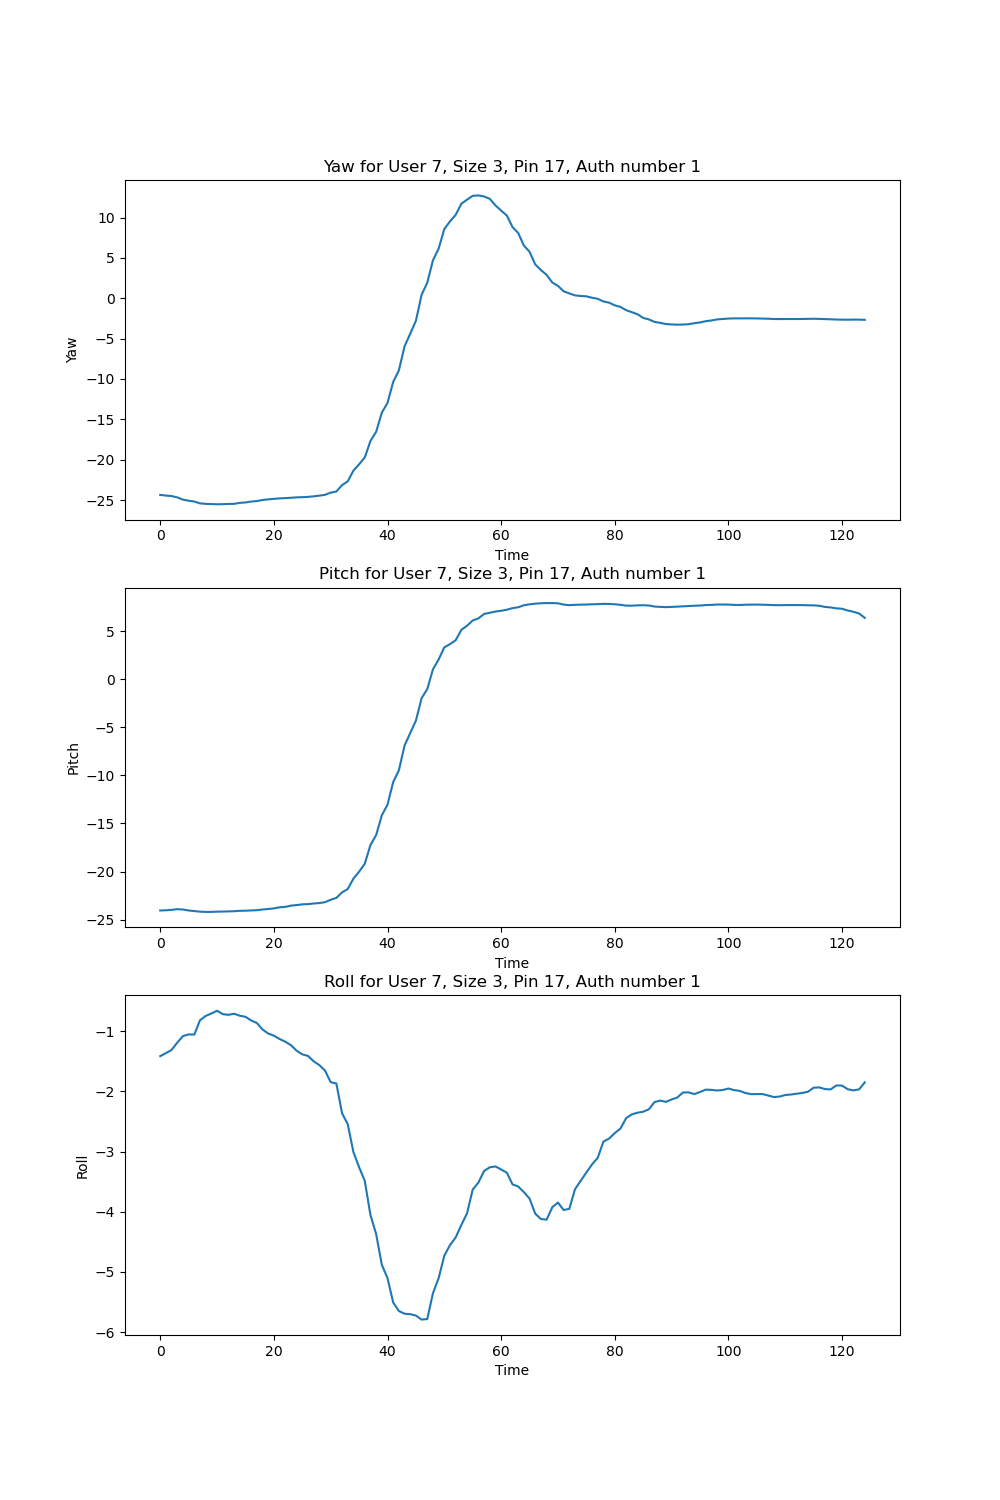 Yaw for User 7, Size 3, Pin 17, Auth number 1
10
5
0
−5
−10
−15
−20
−25
Yaw
0 20 40 60 80 100 120
Time
Pitch for User 7, Size 3, Pin 17, Auth number 1
5
0
−5
−10
−15
−20
−25
Pitch
0 20 40 60 80 100 120
Time
Roll for User 7, Size 3, Pin 17, Auth number 1
−1
−2
−3
−4
−5
−6
Roll
0 20 40 60 80 100 120
Time